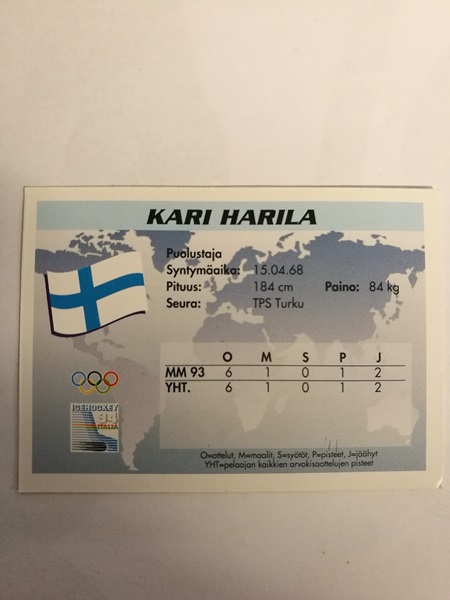 KARI HARILA
Puolustaja
Syntymäaika: 15.04.68
Pituus: 184 cm Paino: 84 kg
Seura: TPS Turku
O M S P J
MM 93 6 1 0 1 2
YHT. 6 1 0 1 2
ICEHOCKEY
94
ITALIA
O=ottelut, M=maalit, S=syötöt, P=pisteet, J=jäähyt
YHT=pelaajan kaikkien arvokisaottelujen pisteet